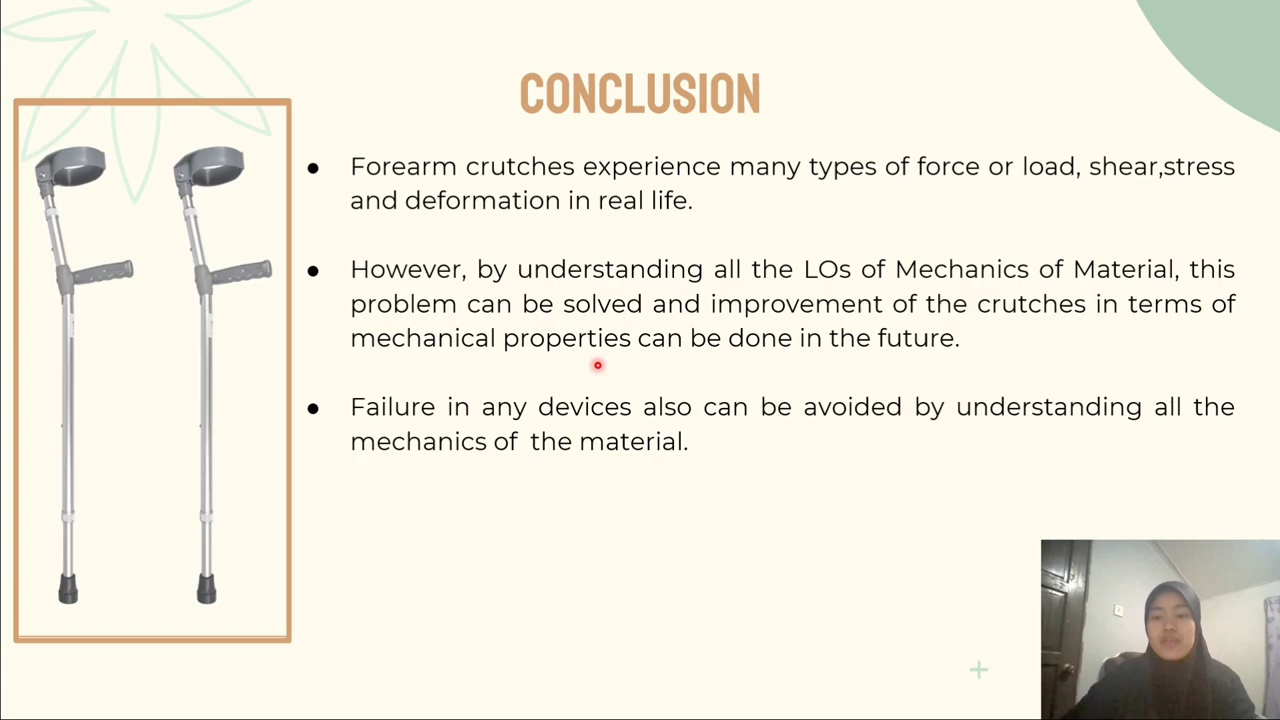 CONCLUSION
● Forearm crutches experience many types of force or load, shear,stress
and deformation in real life.
● However, by understanding all the LOs of Mechanics of Material, this
problem can be solved and improvement of the crutches in terms of
mechanical properties can be done in the future.
● Failure in any devices also can be avoided by understanding all the
mechanics of  the material.